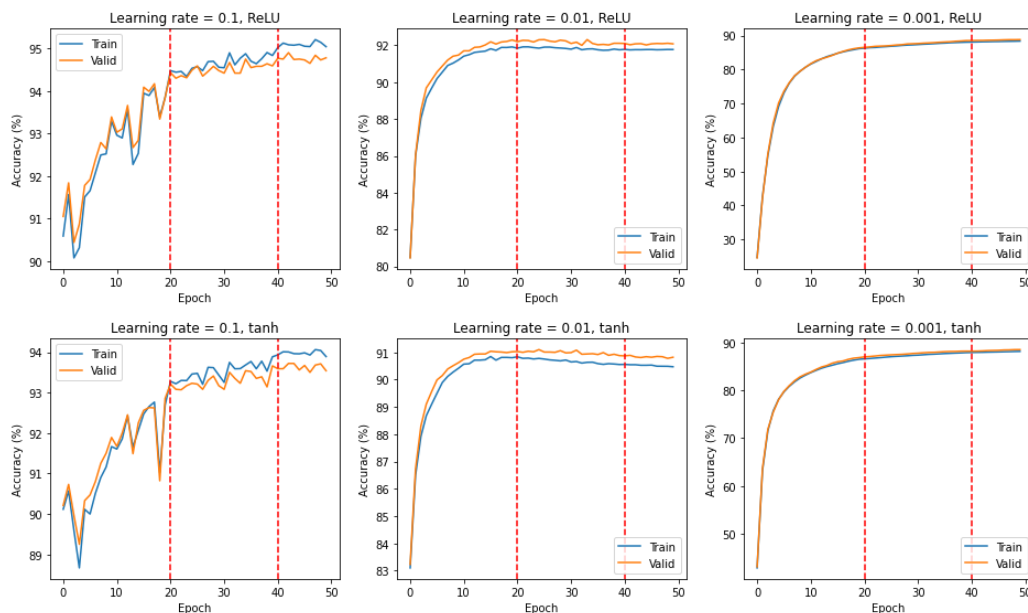 Learning rate = 0.1, ReLU
95
94
93
92
91
90
Accuracy (%)
Train
Valid
0 10 20 30 40 50
Epoch
Learning rate = 0.01, ReLU
92
90
88
86
84
82
80
Accuracy (%)
Train
Valid
0 10 20 30 40 50
Epoch
Learning rate = 0.001, ReLU
90
80
70
60
50
40
30
Accuracy (%)
Train
Valid
0 10 20 30 40 50
Epoch
Learning rate = 0.1, tanh
94
93
92
91
90
89
Accuracy (%)
Train
Valid
0 10 20 30 40 50
Epoch
Learning rate = 0.01, tanh
91
90
89
88
87
86
85
84
83
Accuracy (%)
Train
Valid
0 10 20 30 40 50
Epoch
Learning rate = 0.001, tanh
90
80
70
60
50
Accuracy (%)
Train
Valid
0 10 20 30 40 50
Epoch